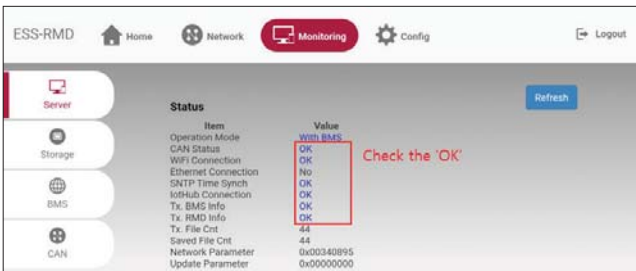 ESS-RMD Home Network Monitoring Config Logout
Server
Storage
BMS
CAN
Refresh
Status
Item Value
Operation Mode With BMS
CAN Status OK
WiFi Connection OK
Ethernet Connection No
SNTP Time Synch OK
IotHub Connection OK
Tx. BMS Info OK
Tx. RMD Info OK
Tx. File Cnt 44
Saved File Cnt 44
Network Parameter 0x00340895
Update Parameter 0x00000000
Check the 'OK'